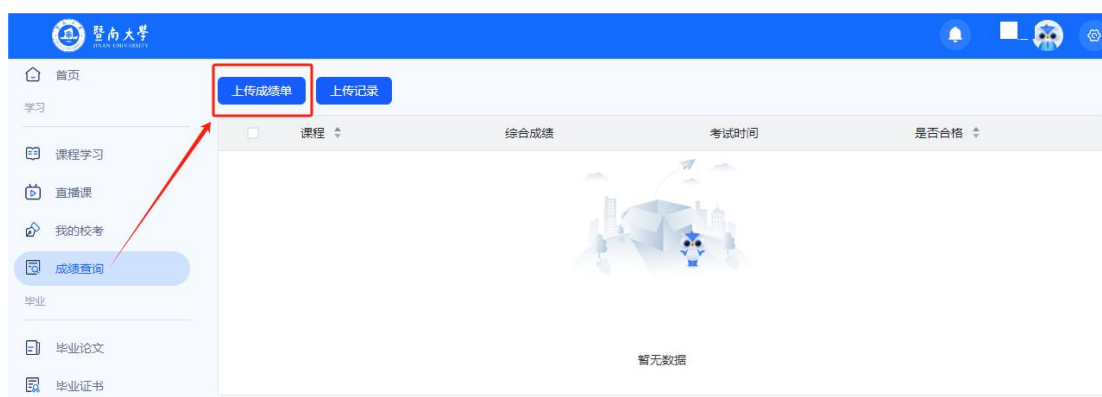 暨南大学
JINAN UNIVERSITY
首页
学习
课程学习
直播课
我的校考
成绩查询
毕业
毕业论文
毕业证书
上传成绩单 上传记录
课程 综合成绩 考试时间 是否合格
暂无数据